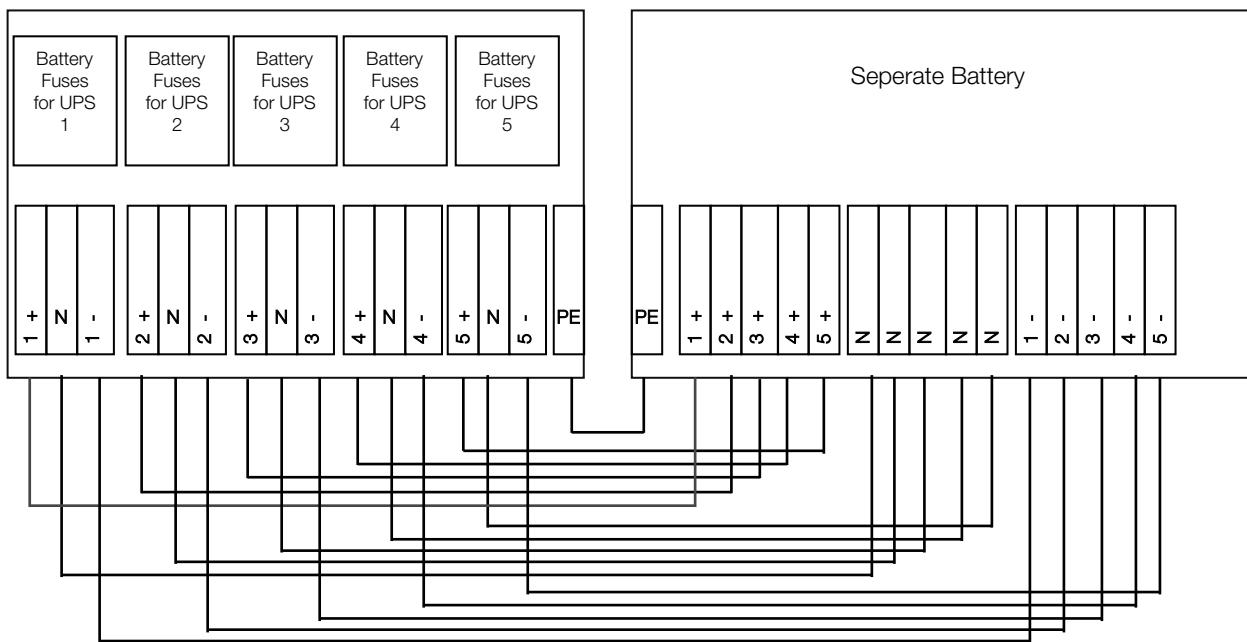 Battery
Fuses
for UPS
1
Battery
Fuses
for UPS
2
Battery
Fuses
for UPS
3
Battery
Fuses
for UPS
4
Battery
Fuses
for UPS
5
Seperate Battery
1 +
N
1 -
2 +
N
2 -
3 +
N
3 -
4 +
N
4 -
5 +
N
5 -
PE
PE
1 +
2 +
3 +
4 +
5 +
N
N
N
N
N
1 -
2 -
3 -
4 -
5 -